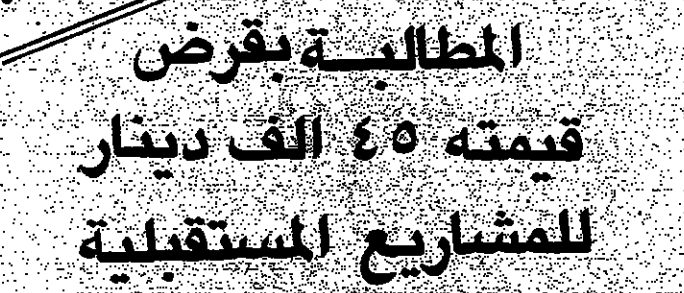 المطالبة بقرض
قيمته ٤٥ الف دينار
للمشاريع المستقبلية